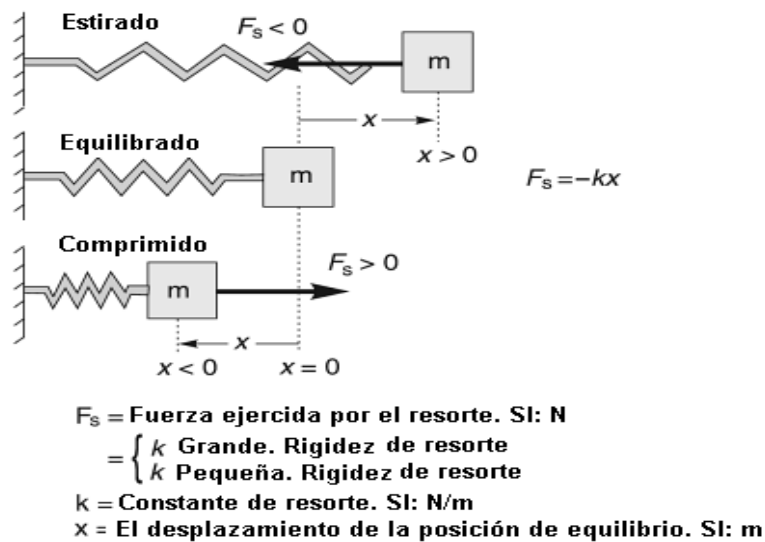 Estirado
Fs < 0
m
x
x > 0
Equilibrado
m
Fs = -kx
Comprimido
Fs > 0
m
x
x < 0
x = 0
Fs = Fuerza ejercida por el resorte. SI: N
= { k Grande. Rigidez de resorte
k Pequeña. Rigidez de resorte
k = Constante de resorte. SI: N/m
x = El desplazamiento de la posición de equilibrio. SI: m